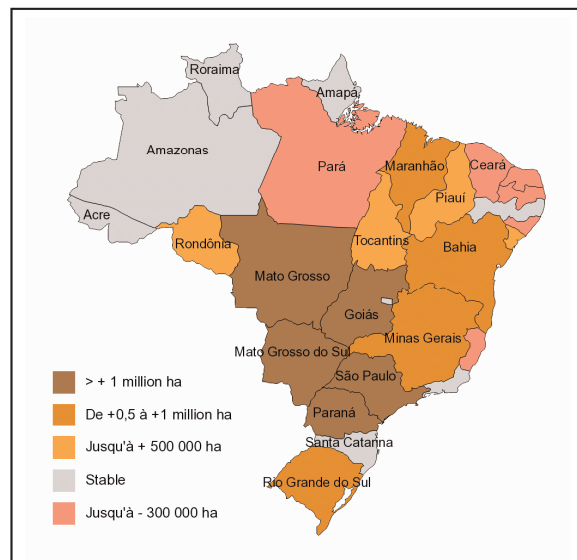 Roraima
Amapá
Amazonas
Pará
Maranhão
Ceará
Piauí
Acre
Rondônia
Tocantins
Bahia
Mato Grosso
Goiás
Minas Gerais
Mato Grosso do Sul
São Paulo
Paraná
Santa Catanna
Rio Grande do Sul
> + 1 million ha
De +0,5 à +1 million ha
Jusqu'à + 500 000 ha
Stable
Jusqu'à - 300 000 ha